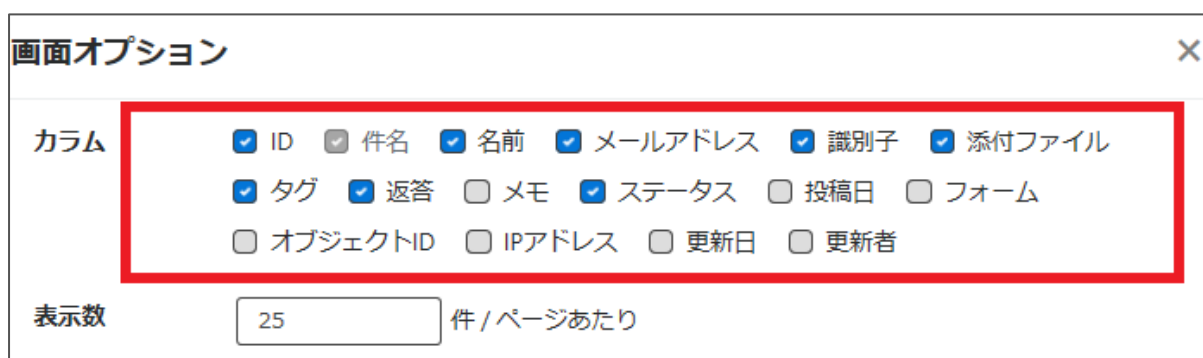 画面オプション
カラム ID 件名 名前 メールアドレス 識別子 添付ファイル
タグ 返答 メモ ステータス 投稿日 フォーム
オブジェクトID IPアドレス 更新日 更新者
表示数 25 件 / ページあたり